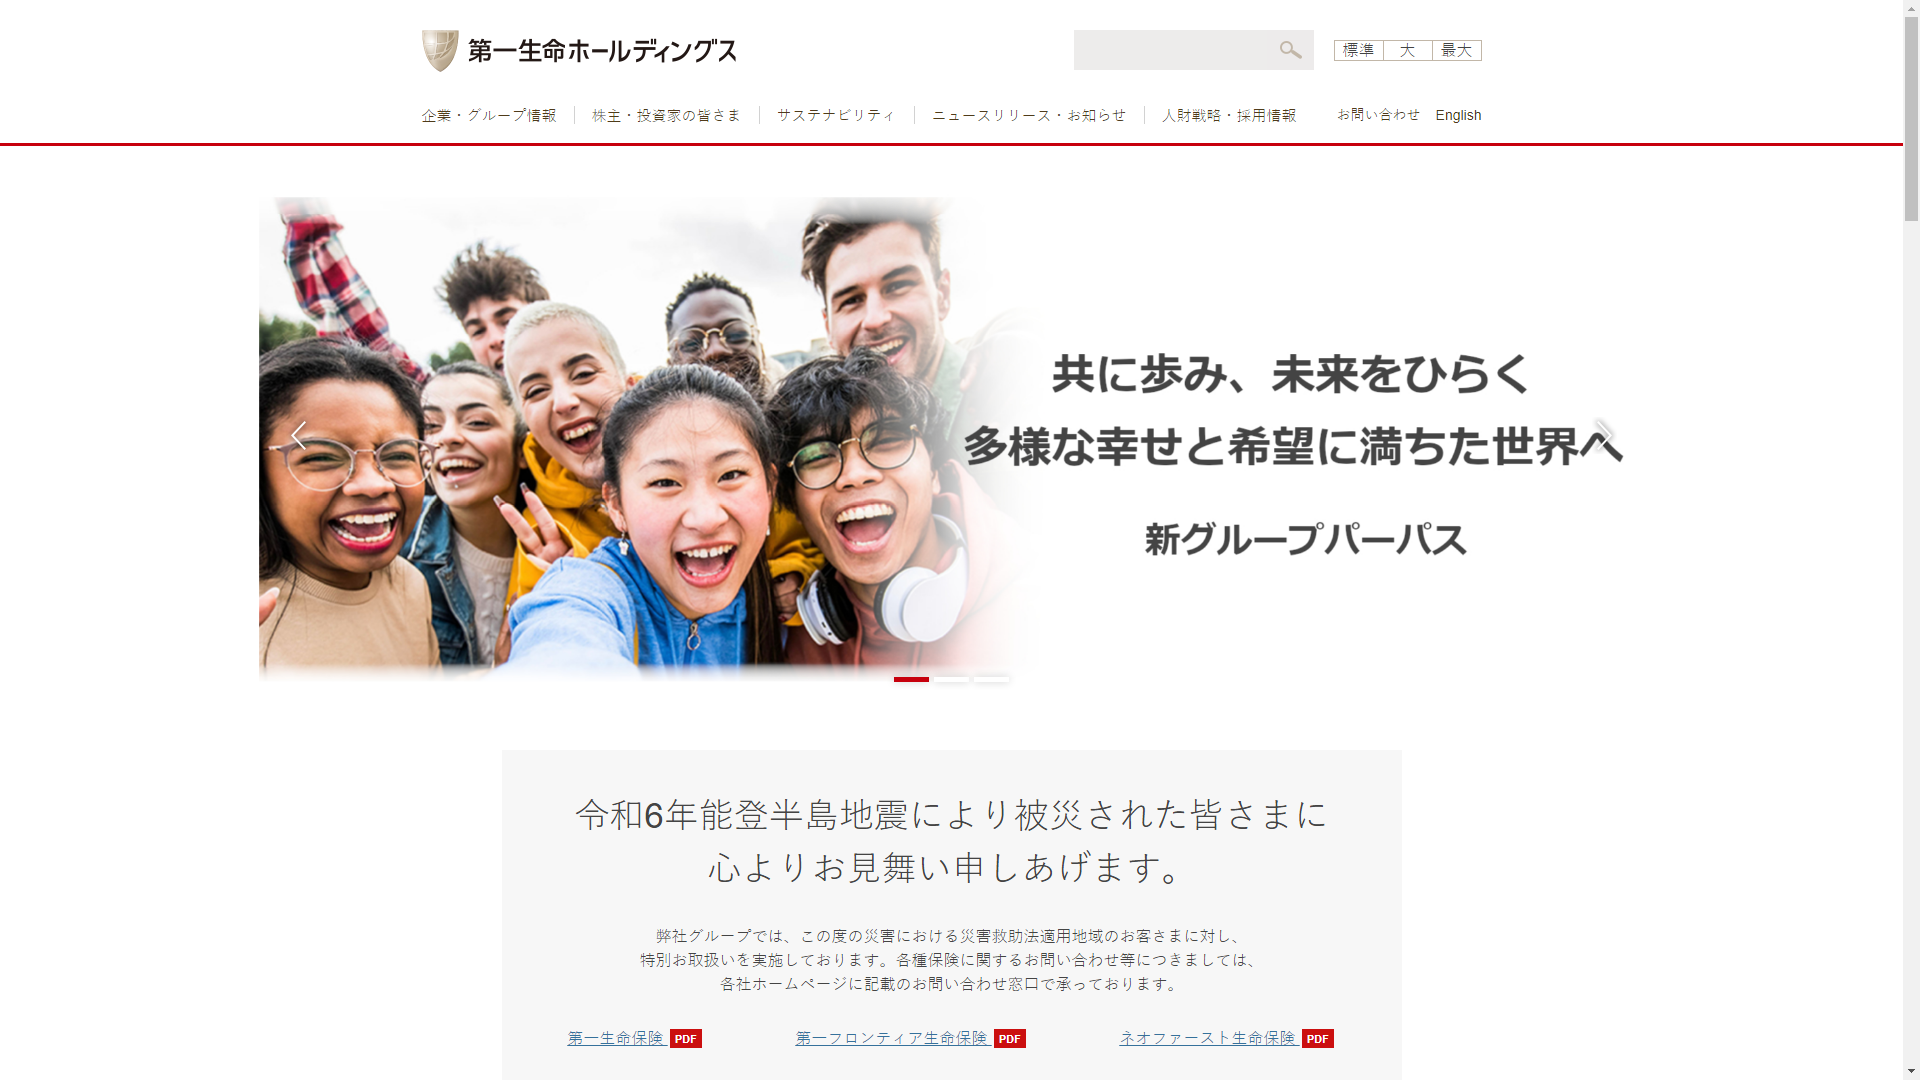 第一生命ホールディングス
標準 大 最大
企業・グループ情報 株主・投資家の皆さま サステナビリティ ニュースリリース・お知らせ 人財戦略・採用情報 お問い合わせ English
共に歩み、未来をひらく
多様な幸せと希望に満ちた世界へ
新グループパーパス
令和6年能登半島地震により被災された皆さまに
心よりお見舞い申しあげます。
弊社グループでは、この度の災害における災害救助法適用地域のお客さまに対し、
特別お取扱いを実施しております。各種保険に関するお問い合わせ等につきましては、
各社ホームページに記載のお問い合わせ窓口で承っております。
第一生命保険 PDF 第一フロンティア生命保険 PDF ネオファースト生命保険 PDF